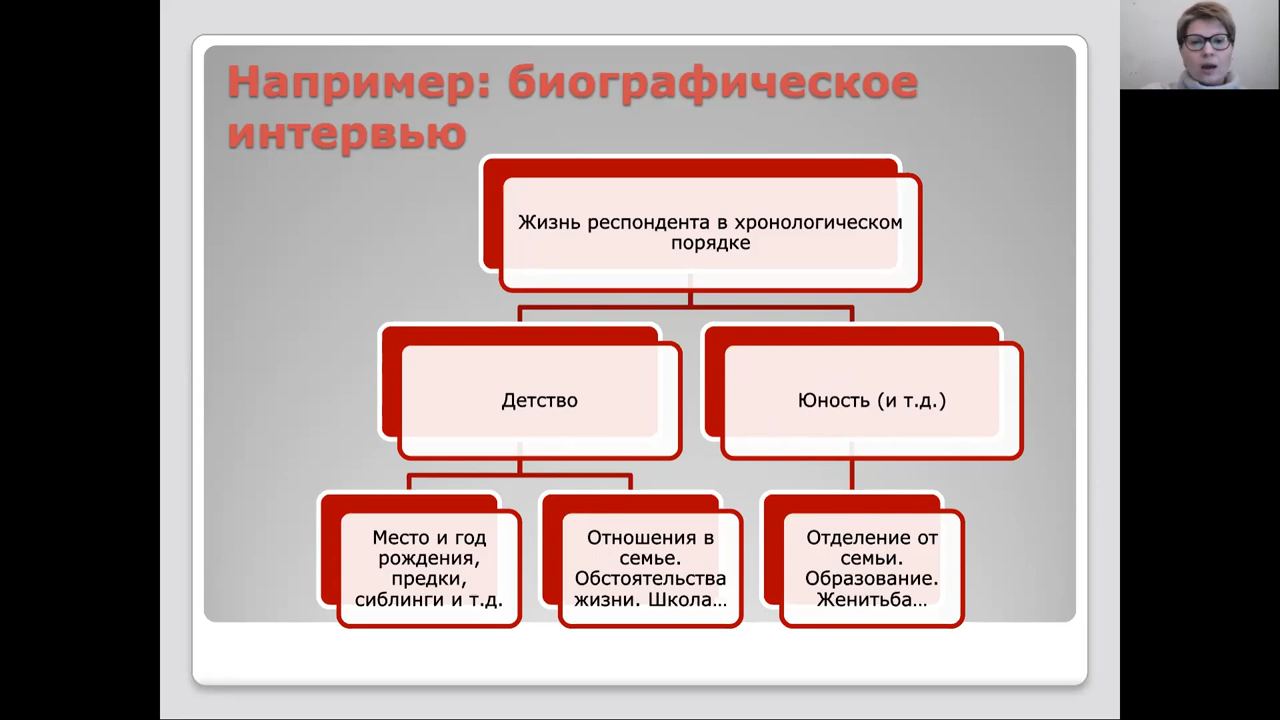 Например: биографическое
интервью
Жизнь респондента в хронологическом
порядке
Детство
Юность (и т.д.)
Место и год
рождения,
предки,
сиблинги и т.д.
Отношения в
семье.
Обстоятельства
жизни. Школа…
Отделение от
семьи.
Образование.
Женитьба…